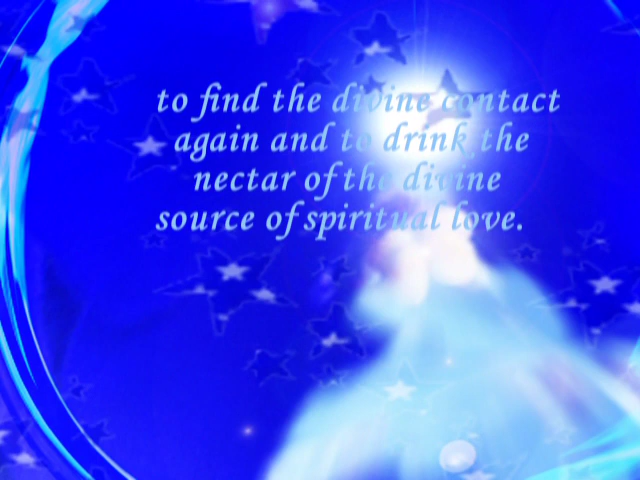 to find the divine contact
again and to drink the
nectar of the divine
source of spiritual love.